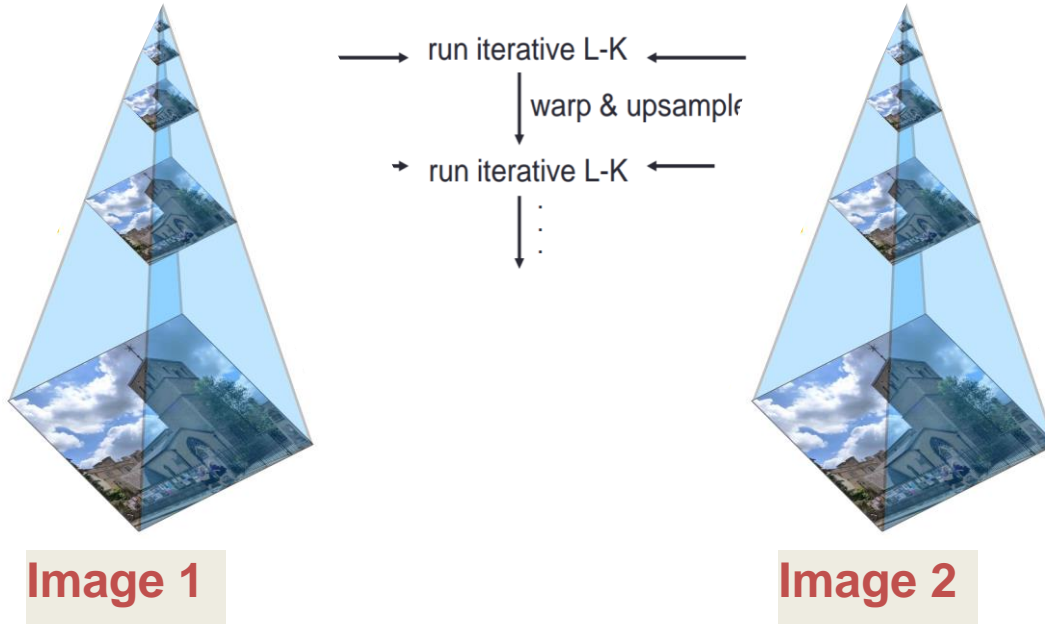 run iterative L-K
warp & upsample
run iterative L-K
.
.
.
Image 1
Image 2